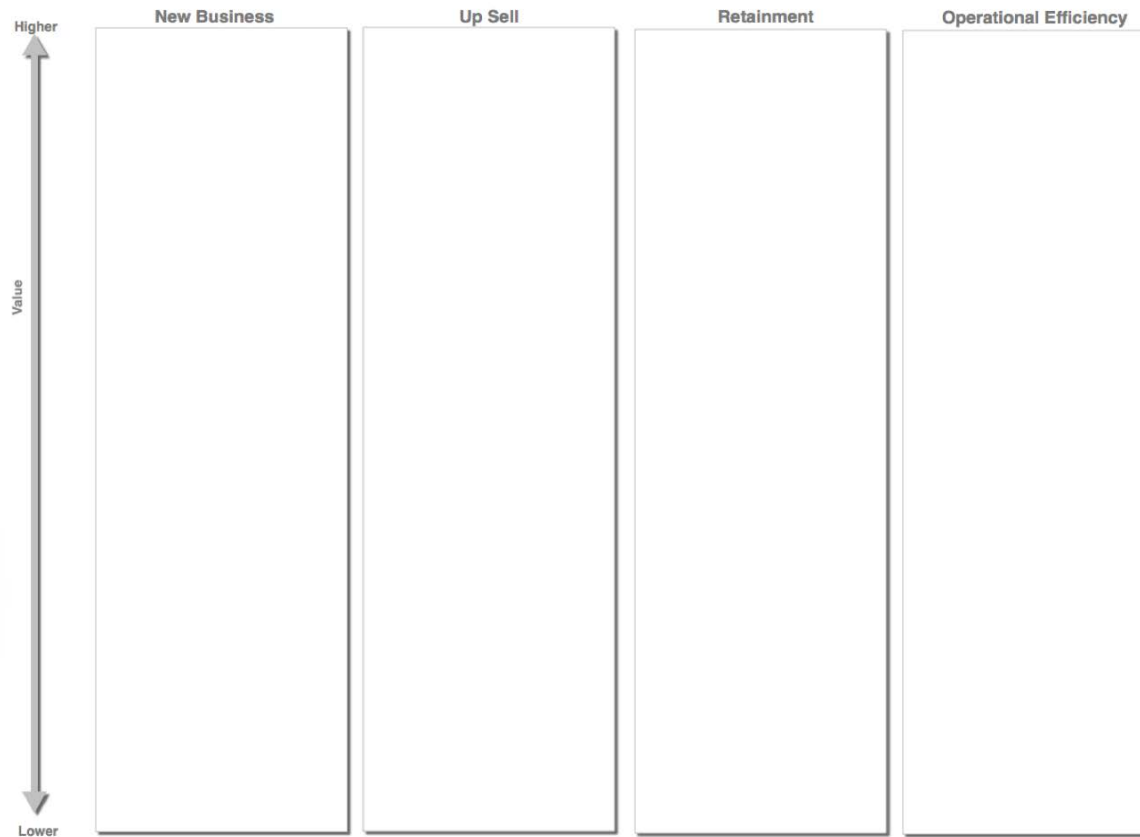 New Business
Up Sell
Retainment
Operational Efficiency
Higher
Value
Lower